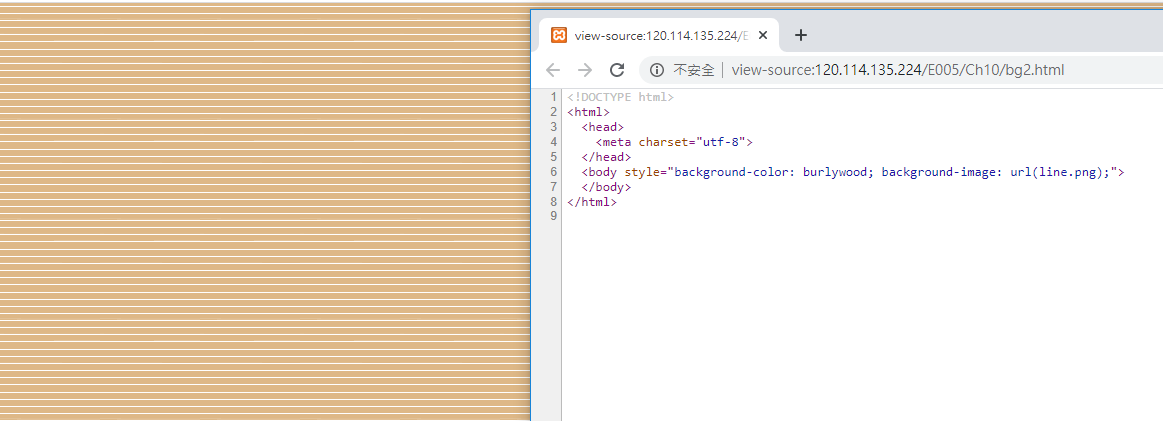 view-source:120.114.135.224/E
不安全 view-source:120.114.135.224/E005/Ch10/bg2.html
1 <!DOCTYPE html>
2 <html>
3   <head>
4     <meta charset="utf-8">
5   </head>
6   <body style="background-color: burlywood; background-image: url(line.png);">
7   </body>
8 </html>
9